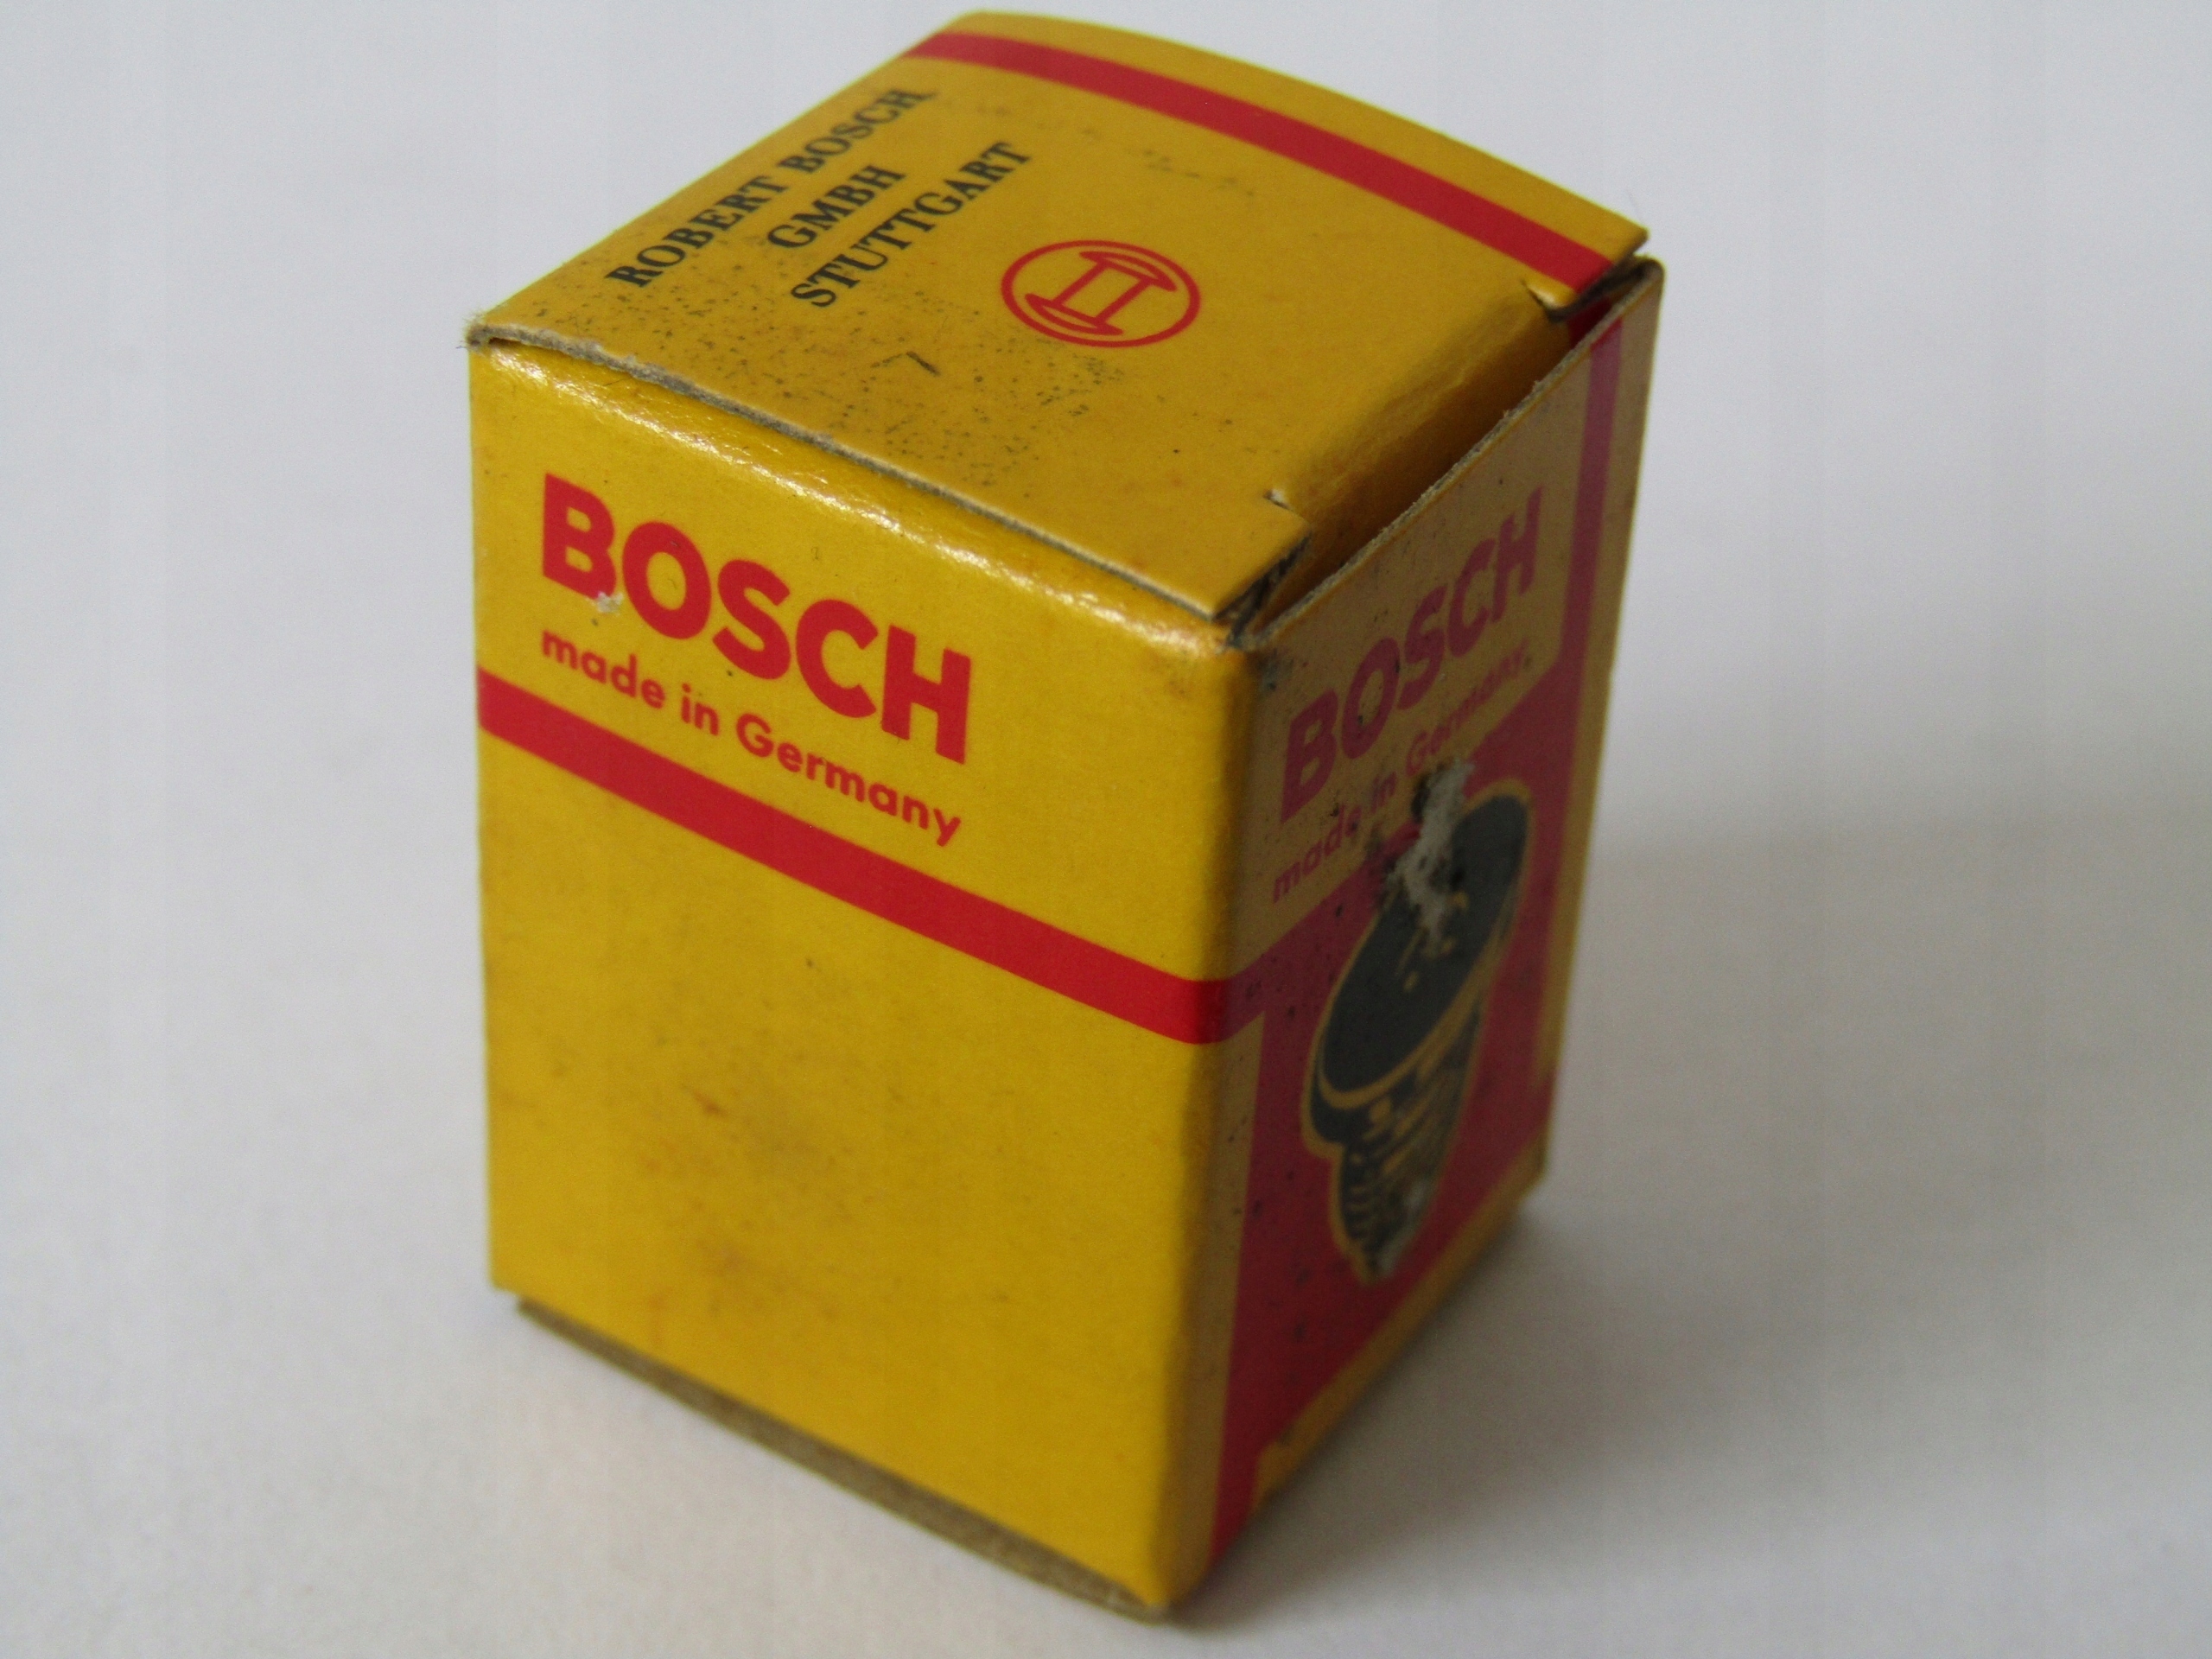 ROBERT BOSCH
GMBH
STUTTGART
BOSCH
made in Germany
BOSCH
made in Germany